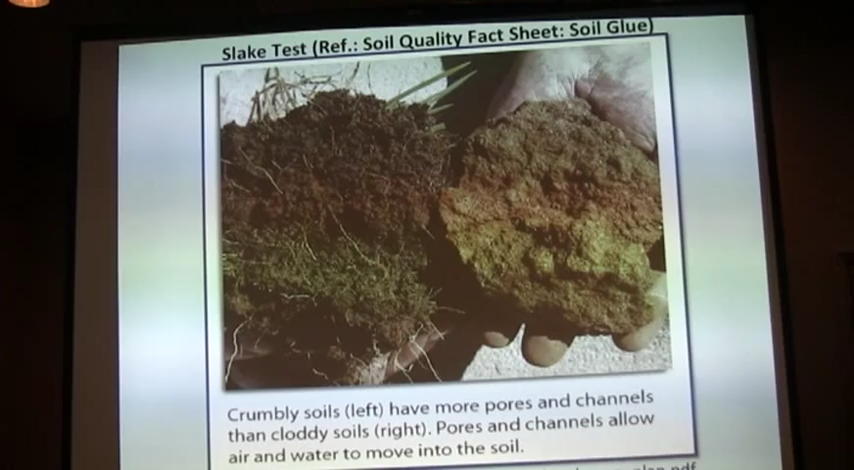 Slake Test (Ref.: Soil Quality Fact Sheet: Soil Glue)
Crumbly soils (left) have more pores and channels
than cloddy soils (right). Pores and channels allow
air and water to move into the soil.